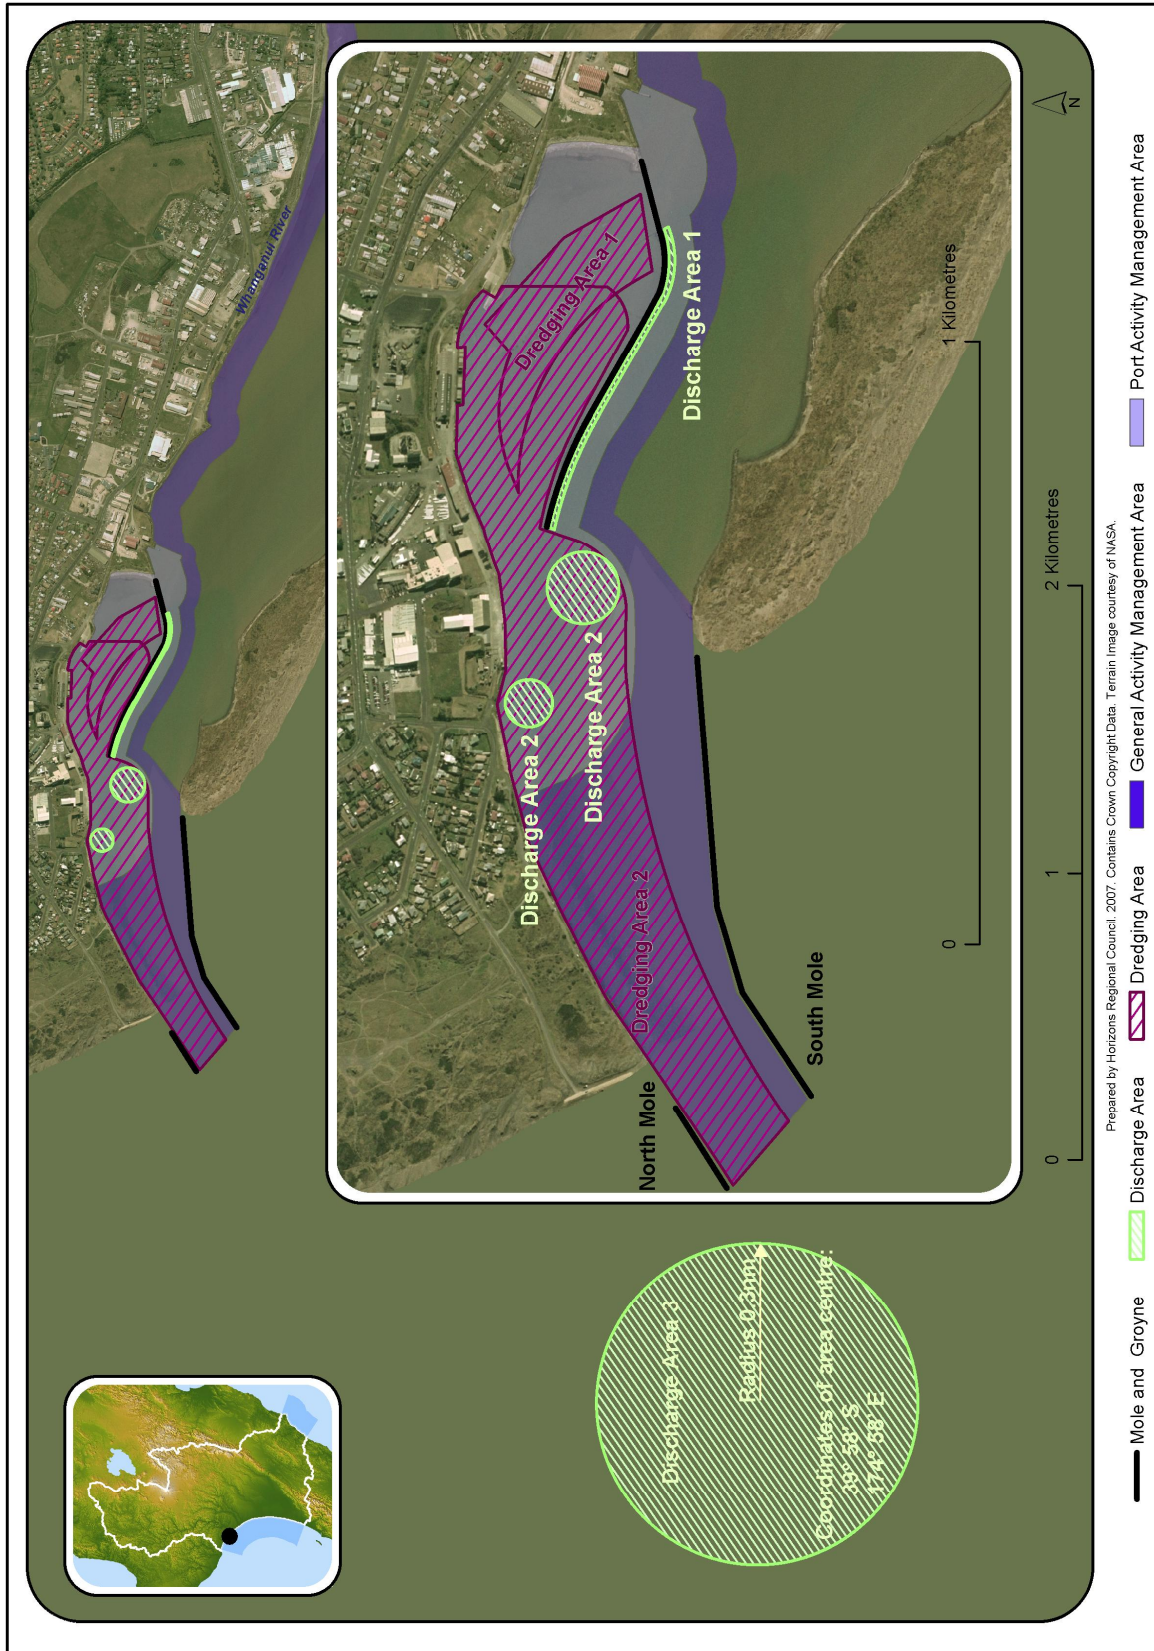 Whanganui River
Dredging Area 1
Discharge Area 1
Discharge Area 2
Discharge Area 2
Dredging Area 2
North Mole
South Mole
0
1 Kilometres
0
1
2 Kilometres
N
Discharge Area 3
Radius 0.3nm
Coordinates of area centre:
39° 58' S
174° 58' E
Prepared by Horizons Regional Council. 2007. Contains Crown Copyright Data. Terrain Image courtesy of NASA.
Mole and Groyne
Discharge Area
Dredging Area
General Activity Management Area
Port Activity Management Area